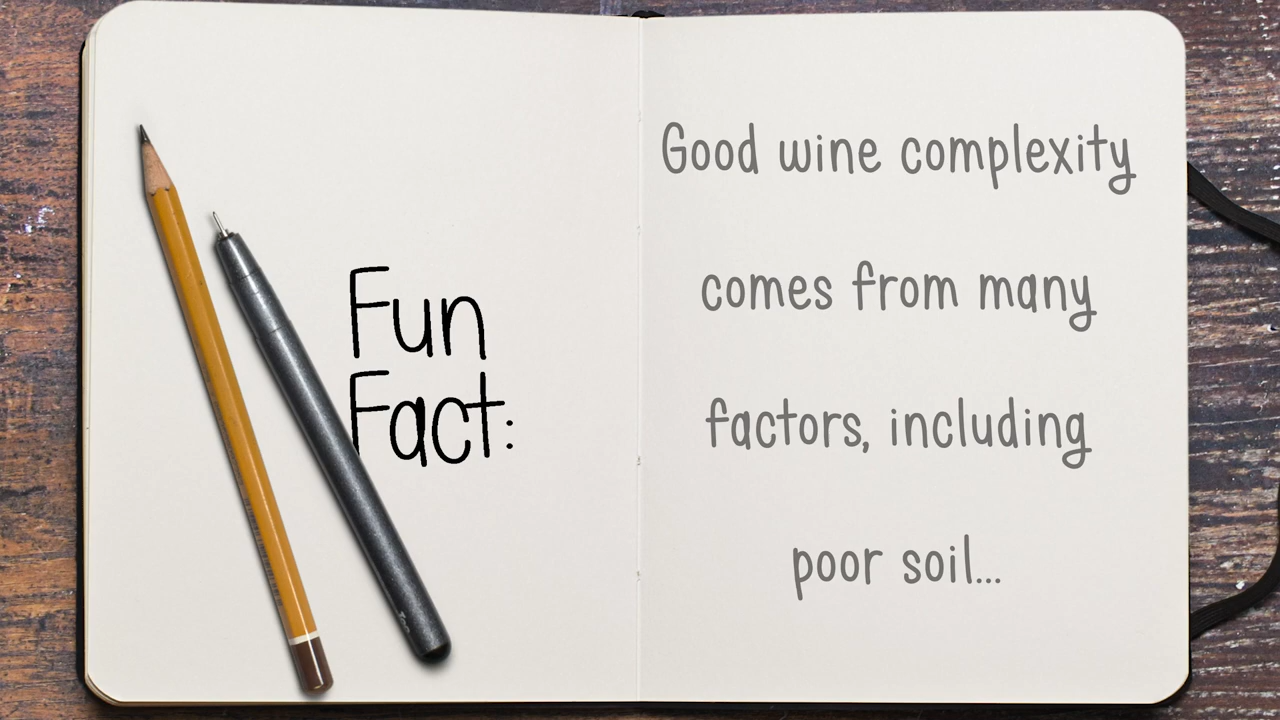 Fun
Fact:
Good wine complexity
comes from many
factors, including
poor soil...